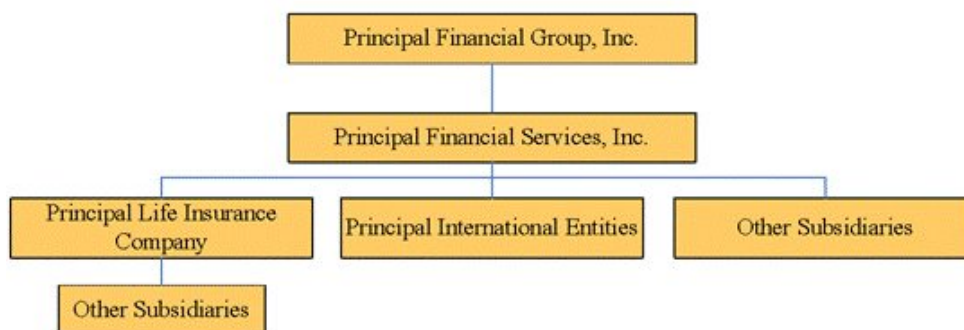 Principal Financial Group, Inc.
Principal Financial Services, Inc.
Principal Life Insurance
Company
Principal International Entities
Other Subsidiaries
Other Subsidiaries